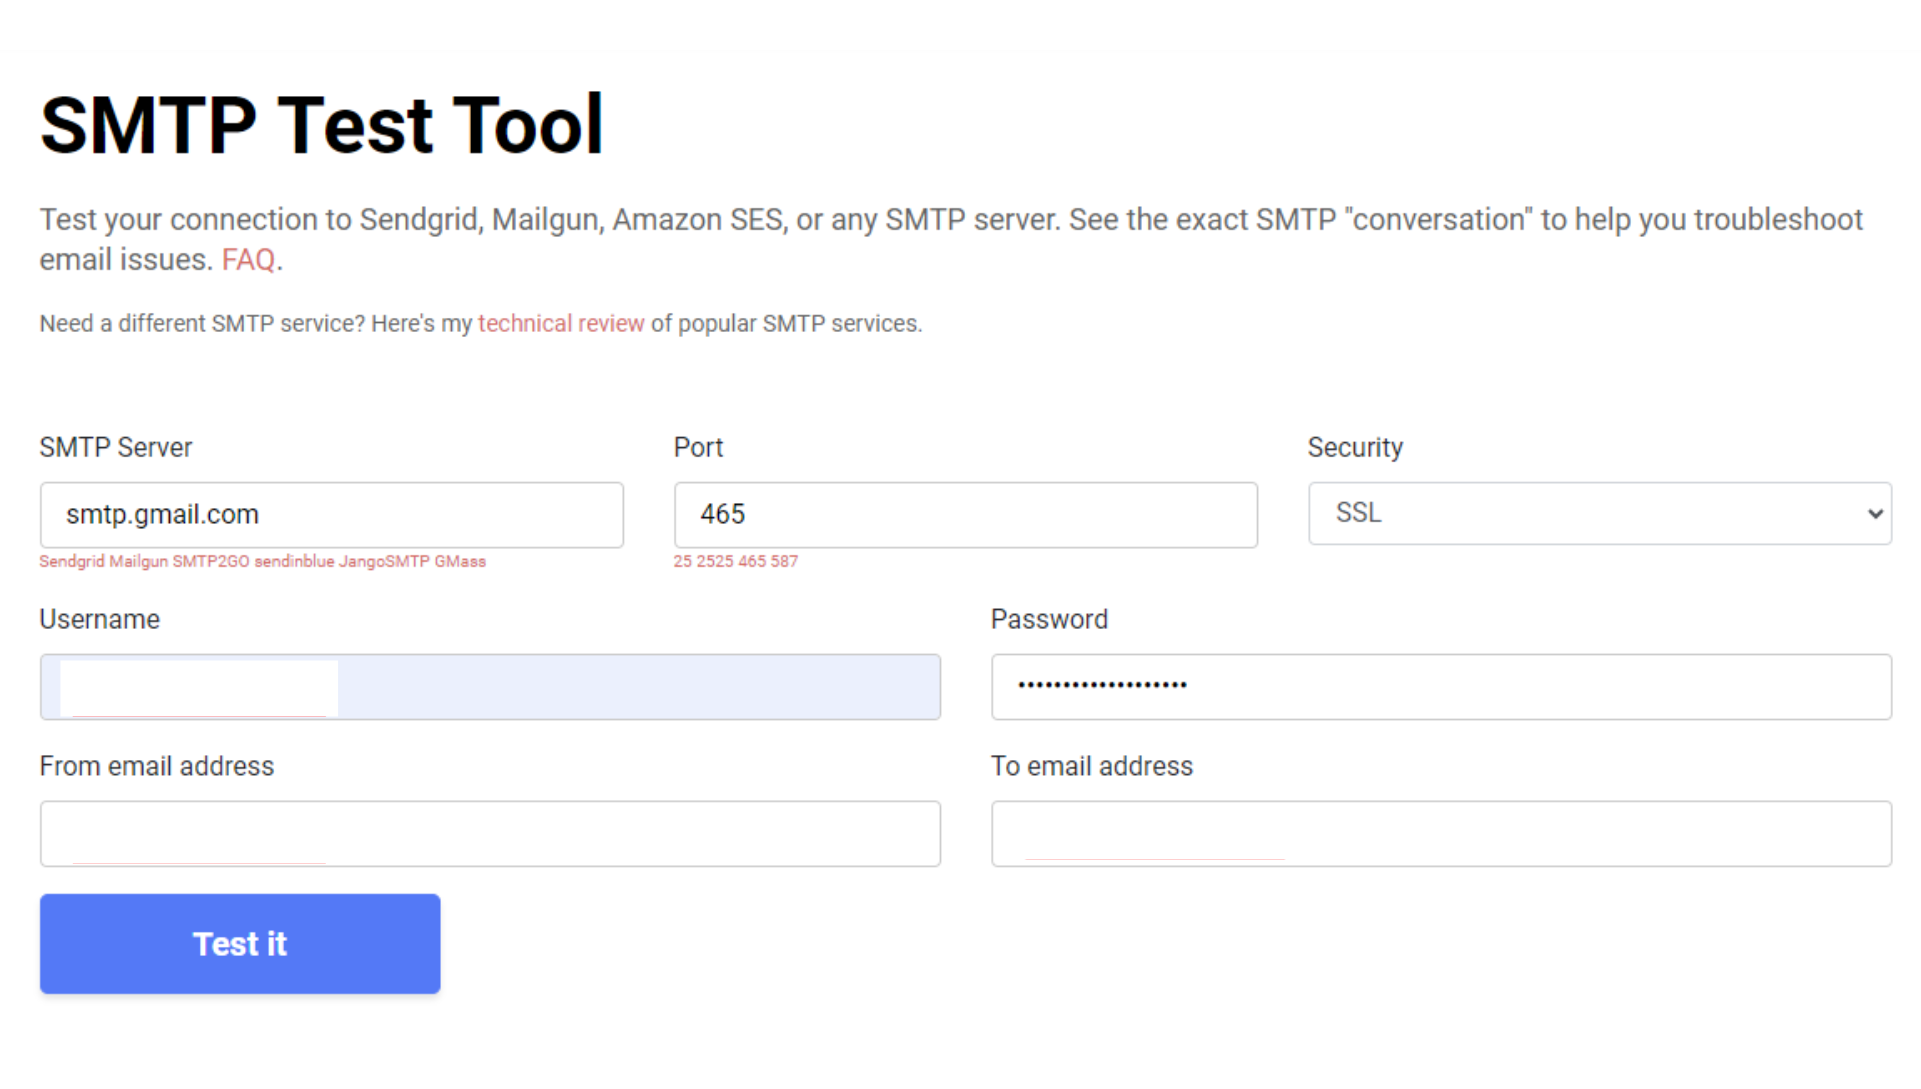 SMTP Test Tool
Test your connection to Sendgrid, Mailgun, Amazon SES, or any SMTP server. See the exact SMTP "conversation" to help you troubleshoot
email issues. FAQ.
Need a different SMTP service? Here's my technical review of popular SMTP services.
SMTP Server
Port
Security
smtp.gmail.com
465
SSL
Sendgrid Mailgun SMTP2GO sendinblue JangoSMTP GMass
25 2525 465 587
Username
Password
•••••••••••••••••••
From email address
To email address
Test it